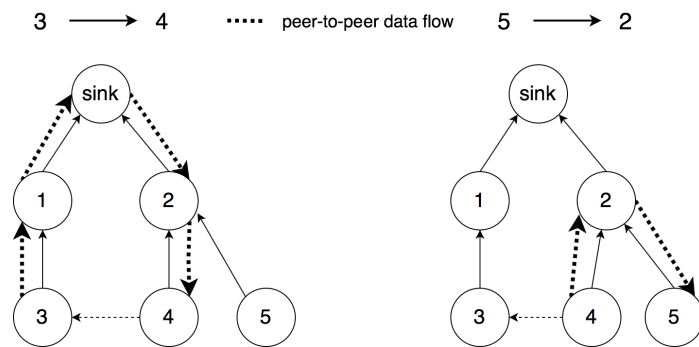 3 4 peer-to-peer data flow 5 2
sink sink
1 2 1 2
3 4 5 3 4 5